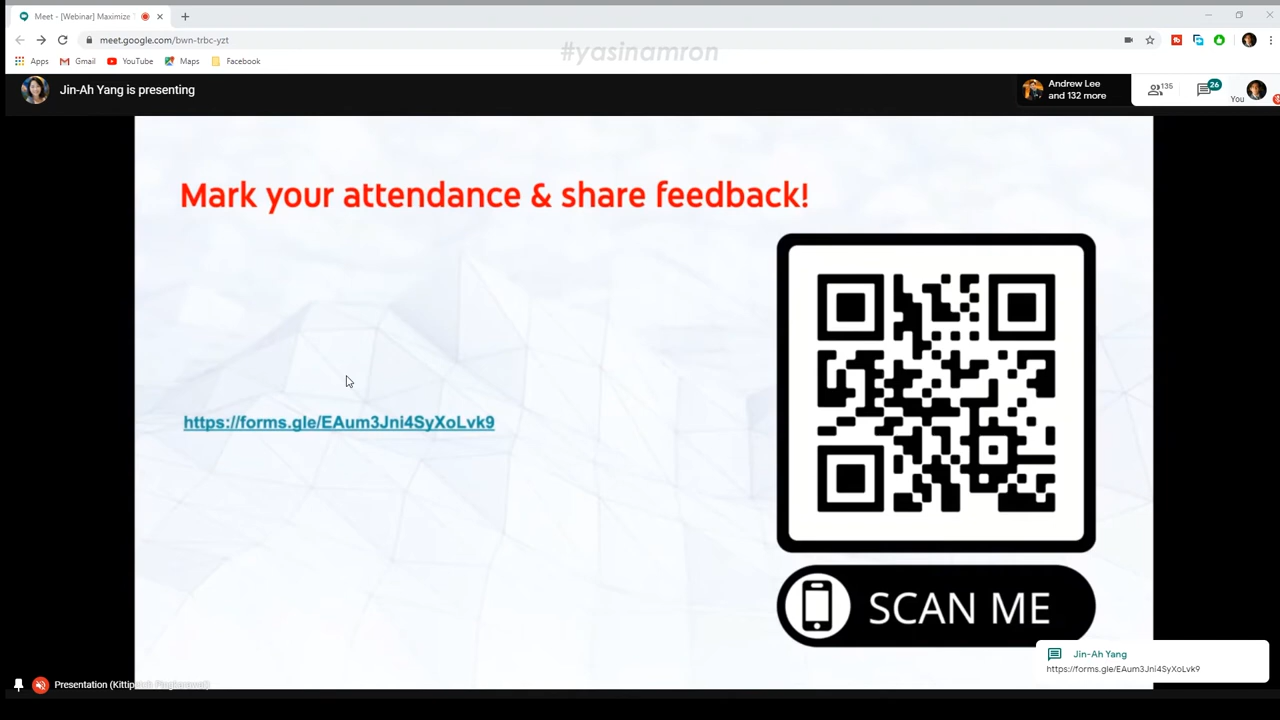 Meet - [Webinar] Maximize
meet.google.com/bwn-trbc-yzt
#yasinamron
Apps Gmail YouTube Maps Facebook
Jin-Ah Yang is presenting
Andrew Lee
and 132 more
135
26
You
Mark your attendance & share feedback!
https://forms.gle/EAum3Jni4SyXoLvk9
SCAN ME
Jin-Ah Yang
https://forms.gle/EAum3Jni4SyXoLvk9
Presentation